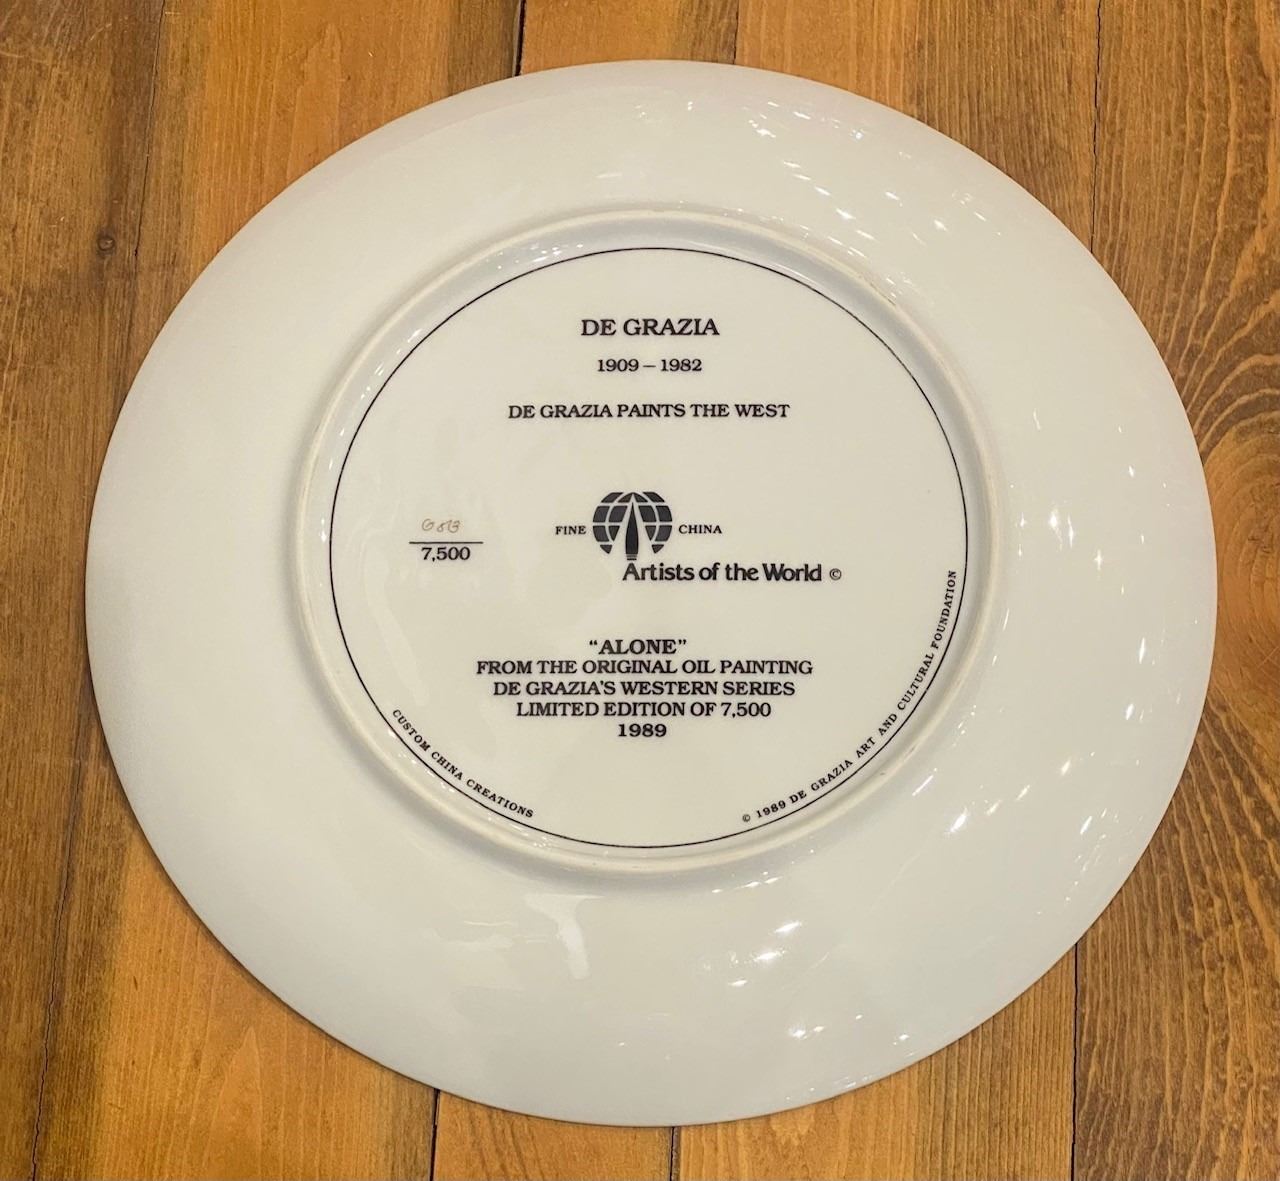 DE GRAZIA
1909 – 1982
DE GRAZIA PAINTS THE WEST
7,500
FINE CHINA
Artists of the World ©
“ALONE”
FROM THE ORIGINAL OIL PAINTING
DE GRAZIA'S WESTERN SERIES
LIMITED EDITION OF 7,500
1989
CUSTOM CHINA CREATIONS
© 1989 DE GRAZIA ART AND CULTURAL FOUNDATION